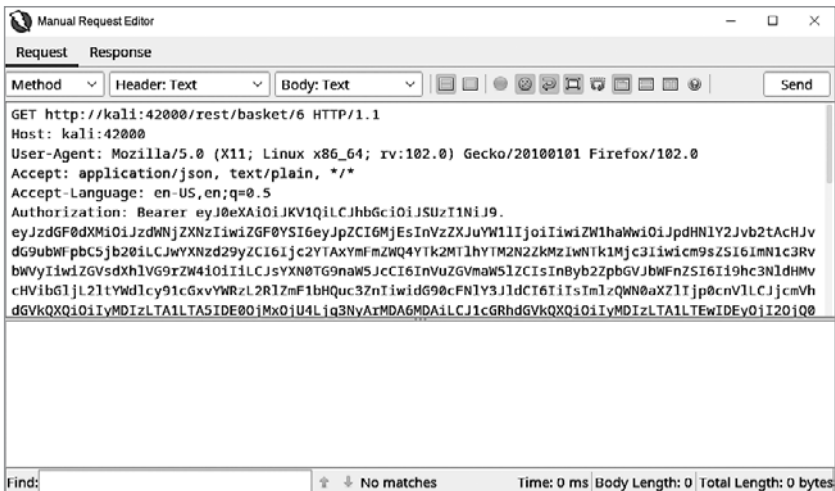 Manual Request Editor
Request Response
Method Header: Text Body: Text Send
GET http://kali:42000/rest/basket/6 HTTP/1.1
Host: kali:42000
User-Agent: Mozilla/5.0 (X11; Linux x86_64; rv:102.0) Gecko/20100101 Firefox/102.0
Accept: application/json, text/plain, */*
Accept-Language: en-US,en;q=0.5
Authorization: Bearer eyJ0eXAiOiJKV1QiLCJhbGciOiJSUzI1NiJ9.
eyJzdGF0dXMiOiJzdWNjZXNzIiwiZGF0YSI6eyJpZCI6MjEsInVzZXJuYW1lIjoiIiwiZW1haWwiOiJpdHNlY2Jvb2tAcHJv
dG9ubWFpbC5jb20iLCJwYXNzd29yZCI6Ijc2YTAxYmFmZWQ4YTk2MTlhYTM2N2ZkMzIwNTk1Mjc3Iiwicm9sZSI6ImN1c3Rv
bWVyIiwiZGVsdXhlVG9rZW4iOiIiLCJsYXN0TG9naW5JcCI6InVuZGVmaW5lZCIsInByb2ZpbGVJbWFnZSI6Ii9hc3NldHMv
cHVibGljL2ltYWdlcy91cGxvYWRzL2RlZmF1bHQuc3ZnIiwidG90cFNlY3JldCI6IiIsImlzQWN0aXZlIjp0cnVlLCJjcmVh
dGVkQXQiOiIyMDIzLTA1LTA5IDE0OjMxOjU4Ljg3NyArMDA6MDAiLCJ1cGRhdGVkQXQiOiIyMDIzLTA1LTEwIDEyOjI2OjQ0
Find: No matches Time: 0 ms Body Length: 0 Total Length: 0 bytes